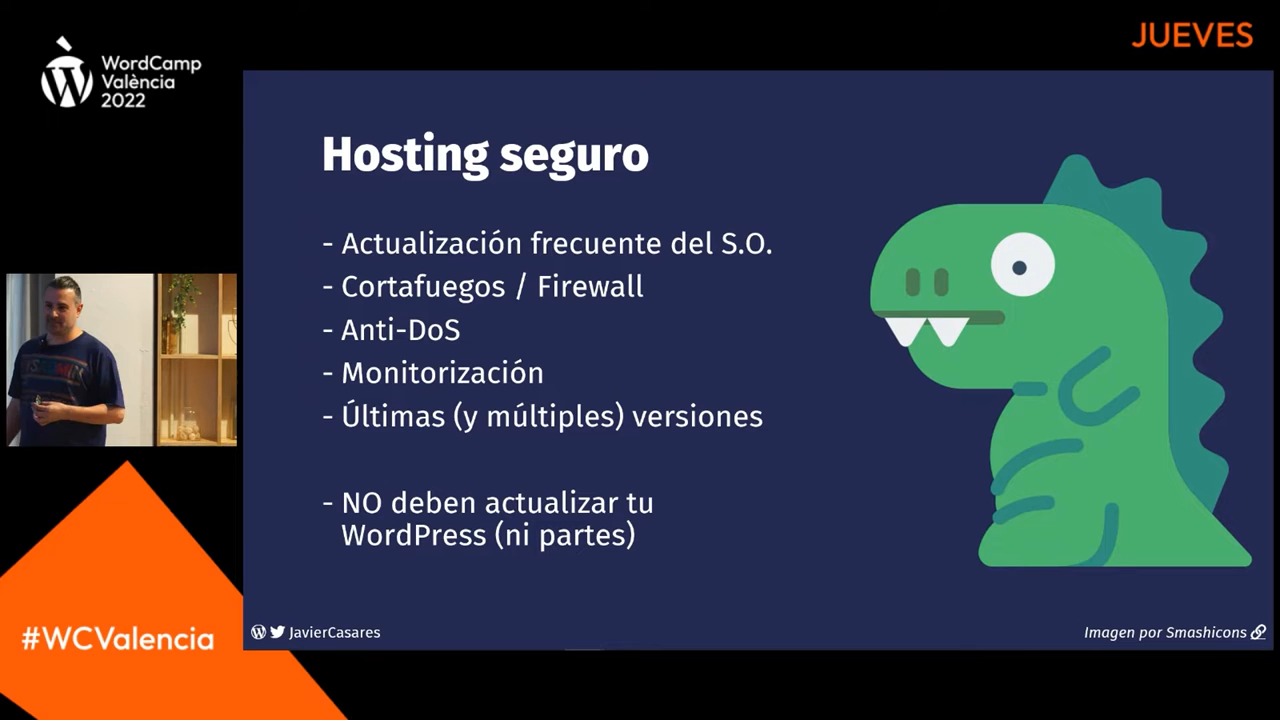 JUEVES
WordCamp
València
2022
Hosting seguro
- Actualización frecuente del S.O.
- Cortafuegos / Firewall
- Anti-DoS
- Monitorización
- Últimas (y múltiples) versiones
- NO deben actualizar tu
WordPress (ni partes)
#WCValencia
JavierCasares
Imagen por Smashicons